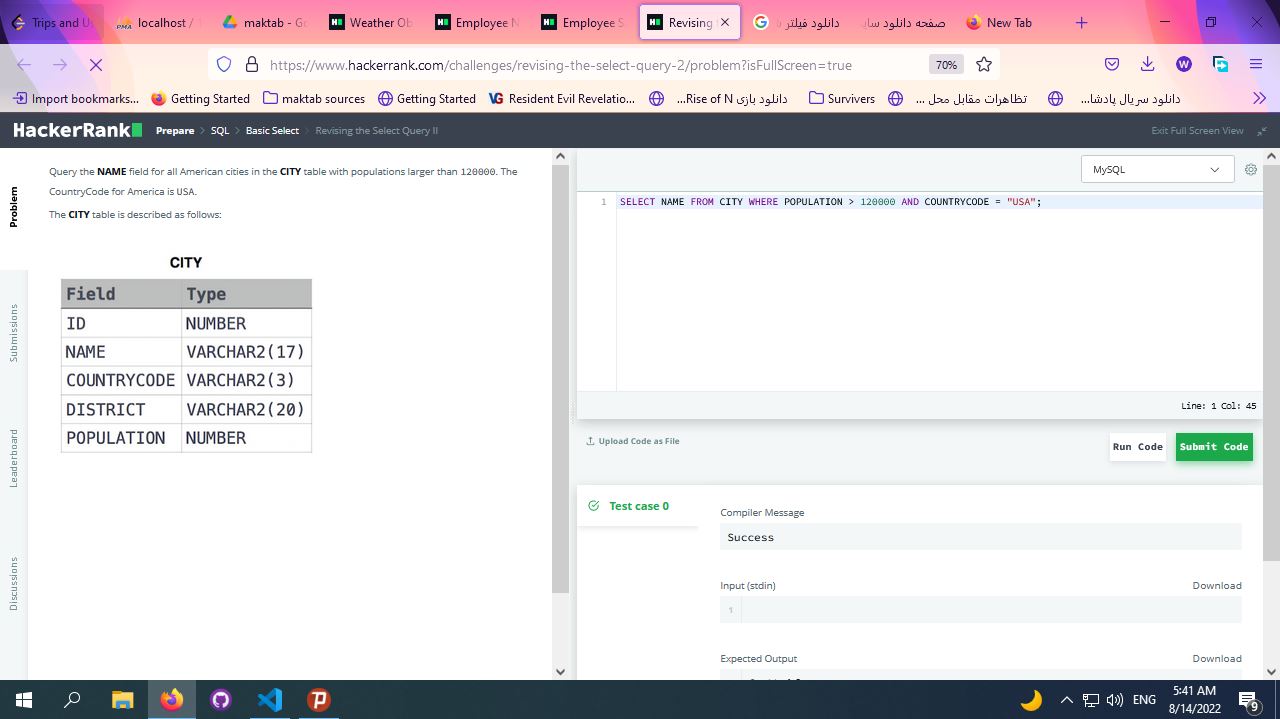 Trips and Us
localhost / 1
maktab - Go
Weather Ob
Employee N
Employee S
Revising
دانلود فیلتر ش
صفحه دانلود سای
New Tab
https://www.hackerrank.com/challenges/revising-the-select-query-2/problem?isFullScreen=true
70%
Import bookmarks...
Getting Started
maktab sources
Getting Started
Resident Evil Revelatio...
دانلود بازی Rise of N...
Survivers
تظاهرات مقابل محل ...
دانلود سریال پادشا...
HackerRank
Prepare > SQL > Basic Select > Revising the Select Query II
Exit Full Screen View
Problem
Submissions
Leaderboard
Discussions
Query the NAME field for all American cities in the CITY table with populations larger than 120000. The
CountryCode for America is USA.
The CITY table is described as follows:
CITY
Field Type
ID NUMBER
NAME VARCHAR2(17)
COUNTRYCODE VARCHAR2(3)
DISTRICT VARCHAR2(20)
POPULATION NUMBER
MySQL
1 SELECT NAME FROM CITY WHERE POPULATION > 120000 AND COUNTRYCODE = "USA";
Line: 1 Col: 45
Upload Code as File
Run Code
Submit Code
Test case 0
Compiler Message
Success
Input (stdin)
Download
1
Expected Output
Download
ENG
5:41 AM
8/14/2022
9